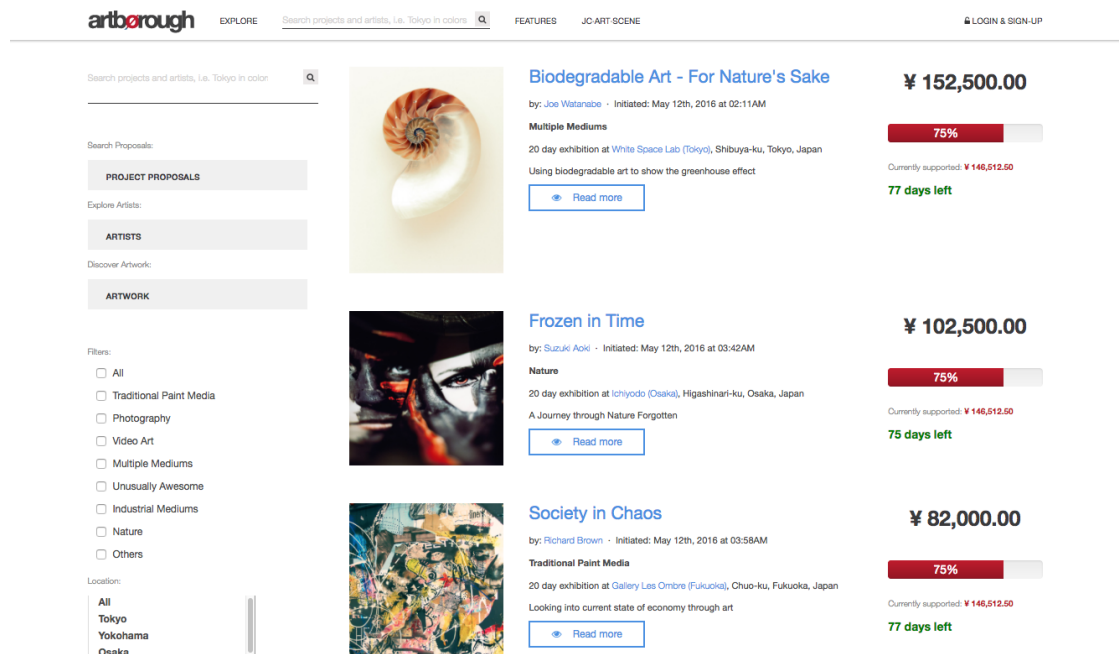 artborough
EXPLORE
Search projects and artists, i.e. Tokyo in colors
FEATURES
JC-ART-SCENE
LOGIN & SIGN-UP
Search projects and artists, i.e. Tokyo in color
Search Proposals:
PROJECT PROPOSALS
Explore Artists:
ARTISTS
Discover Artwork:
ARTWORK
Filters:
All
Traditional Paint Media
Photography
Video Art
Multiple Mediums
Unusually Awesome
Industrial Mediums
Nature
Others
Location:
All
Tokyo
Yokohama
Osaka
Biodegradable Art - For Nature's Sake
by: Joe Watanabe · Initiated: May 12th, 2016 at 02:11AM
Multiple Mediums
20 day exhibition at White Space Lab (Tokyo), Shibuya-ku, Tokyo, Japan
Using biodegradable art to show the greenhouse effect
Read more
¥ 152,500.00
75%
Currently supported: ¥ 146,512.50
77 days left
Frozen in Time
by: Suzuki Aoki · Initiated: May 12th, 2016 at 03:42AM
Nature
20 day exhibition at Ichiyodo (Osaka), Higashinari-ku, Osaka, Japan
A Journey through Nature Forgotten
Read more
¥ 102,500.00
75%
Currently supported: ¥ 146,512.50
75 days left
Society in Chaos
by: Richard Brown · Initiated: May 12th, 2016 at 03:58AM
Traditional Paint Media
20 day exhibition at Gallery Les Ombre (Fukuoka), Chuo-ku, Fukuoka, Japan
Looking into current state of economy through art
Read more
¥ 82,000.00
75%
Currently supported: ¥ 146,512.50
77 days left